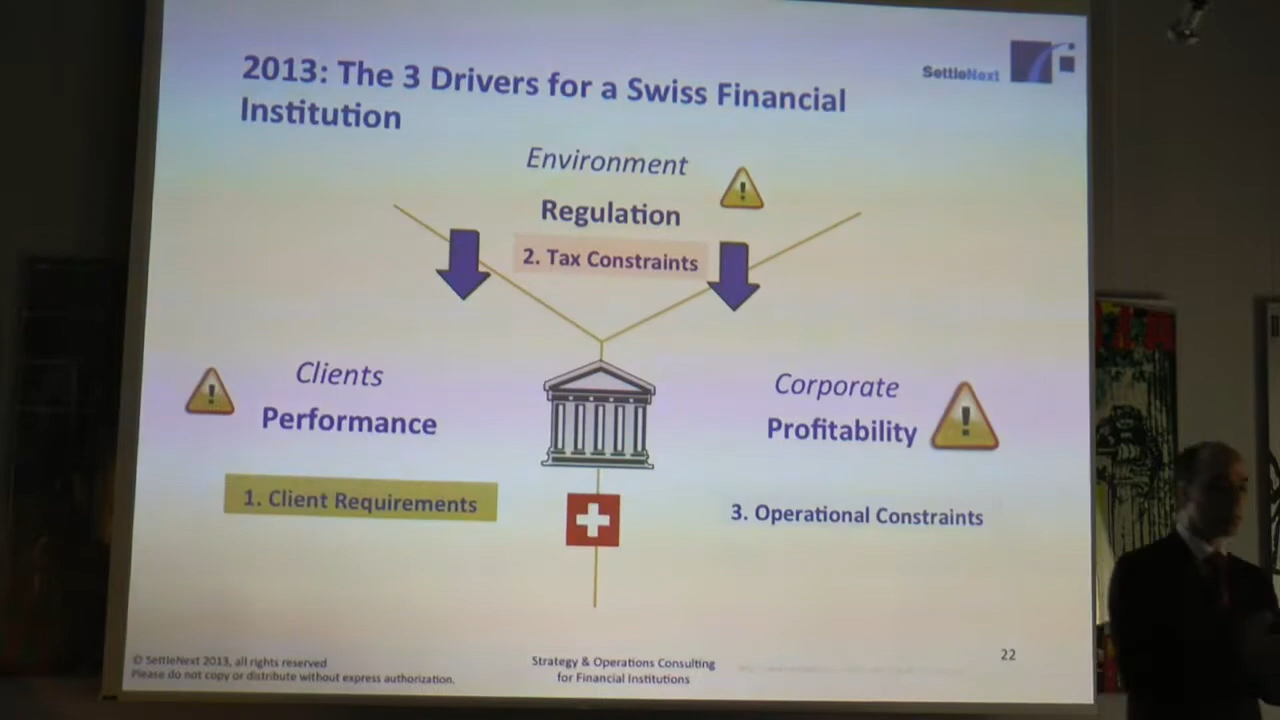 2013: The 3 Drivers for a Swiss Financial
Institution
SettleNext
Environment
Regulation
2. Tax Constraints
Clients
Performance
1. Client Requirements
Corporate
Profitability
3. Operational Constraints
© SettleNext 2013, all rights reserved
Please do not copy or distribute without express authorization.
Strategy & Operations Consulting
for Financial Institutions
22